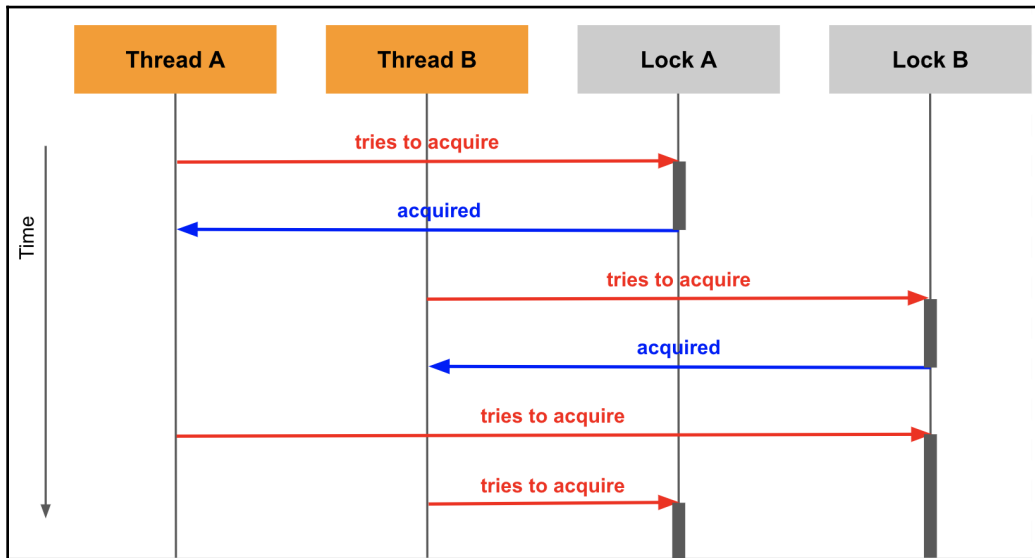 Thread A
Thread B
Lock A
Lock B
Time
tries to acquire
acquired
tries to acquire
acquired
tries to acquire
tries to acquire